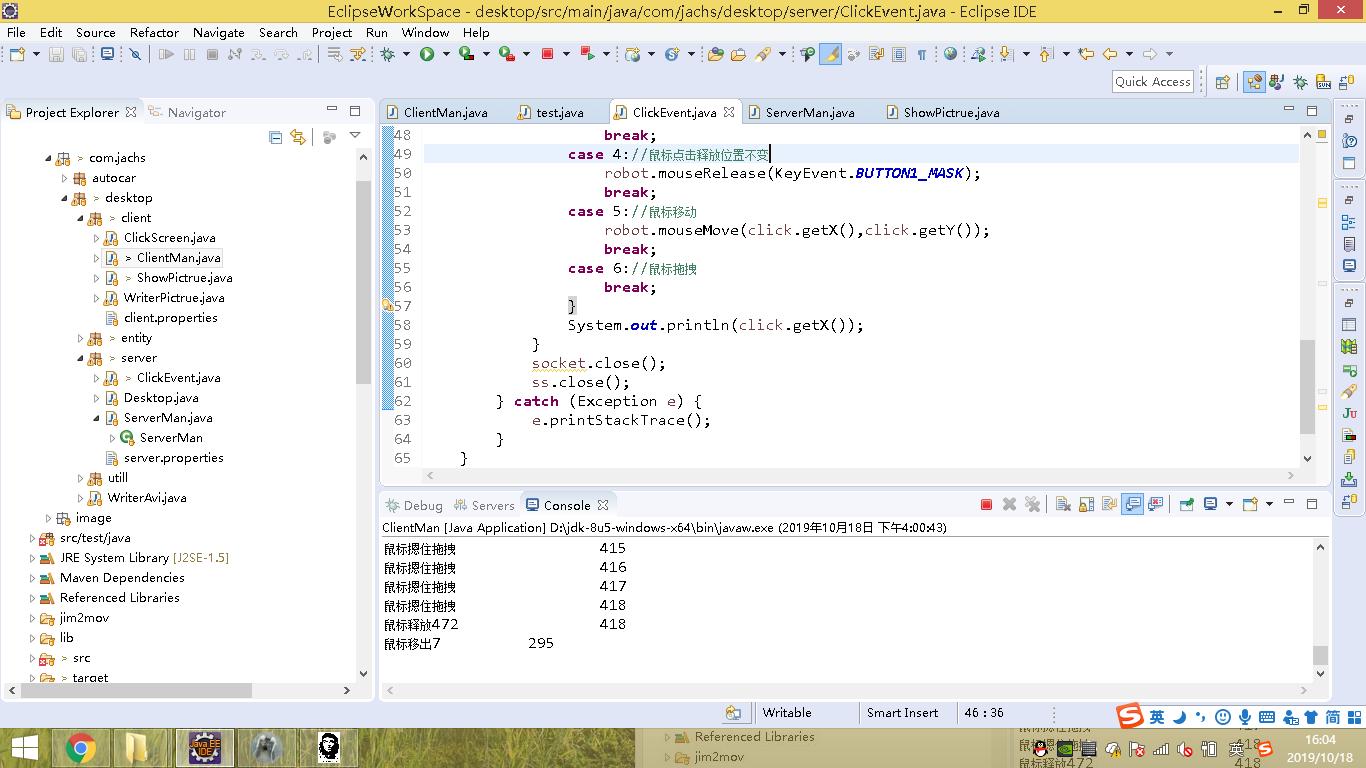 EclipseWorkSpace - desktop/src/main/java/com/jachs/desktop/server/ClickEvent.java - Eclipse IDE
File Edit Source Refactor Navigate Search Project Run Window Help
Quick Access
Project Explorer Navigator
com.jachs
autocar
> desktop
> client
ClickScreen.java
> ClientMan.java
> ShowPictrue.java
WriterPictrue.java
client.properties
> entity
> server
> ClickEvent.java
Desktop.java
ServerMan.java
ServerMan
server.properties
utill
WriterAvi.java
image
src/test/java
JRE System Library [J2SE-1.5]
Maven Dependencies
Referenced Libraries
jim2mov
lib
> src
> target
ClientMan.java test.java ClickEvent.java ServerMan.java ShowPictrue.java
48 break;
49 case 4://鼠标点击释放位置不变
50 robot.mouseRelease(KeyEvent.BUTTON1_MASK);
51 break;
52 case 5://鼠标移动
53 robot.mouseMove(click.getX(),click.getY());
54 break;
55 case 6://鼠标拖拽
56 break;
57 }
58 System.out.println(click.getX());
59 }
60 socket.close();
61 ss.close();
62 } catch (Exception e) {
63 e.printStackTrace();
64 }
65 }
Debug Servers Console
ClientMan [Java Application] D:\jdk-8u5-windows-x64\bin\javaw.exe (2019年10月18日 下午4:00:43)
鼠标摁住拖拽 415
鼠标摁住拖拽 416
鼠标摁住拖拽 417
鼠标摁住拖拽 418
鼠标释放472 418
鼠标移出7 295
Writable Smart Insert 46 : 36
英 简
Java EE
IDE
Referenced Libraries
jim2mov
鼠标释放472 418
英
16:04
2019/10/18